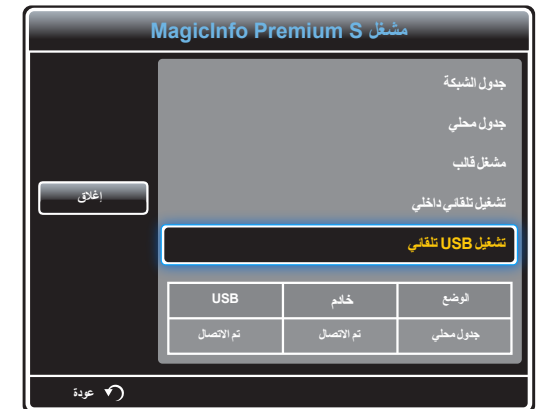 مشغل MagicInfo Premium S
جدول الشبكة
جدول محلي
مشغل قالب
تشغيل تلقائي داخلي
تشغيل USB تلقائي
إغلاق
الوضع خادم USB
جدول محلي تم الاتصال تم الاتصال
عودة